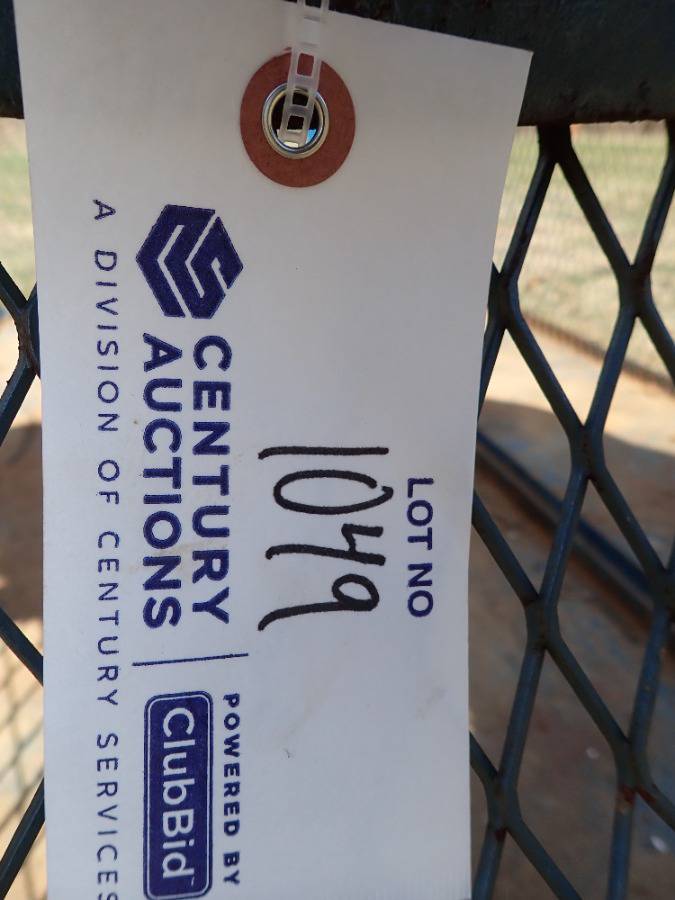 LOT NO
1049
CENTURY
AUCTIONS
A DIVISION OF CENTURY SERVICES
POWERED BY
ClubBid